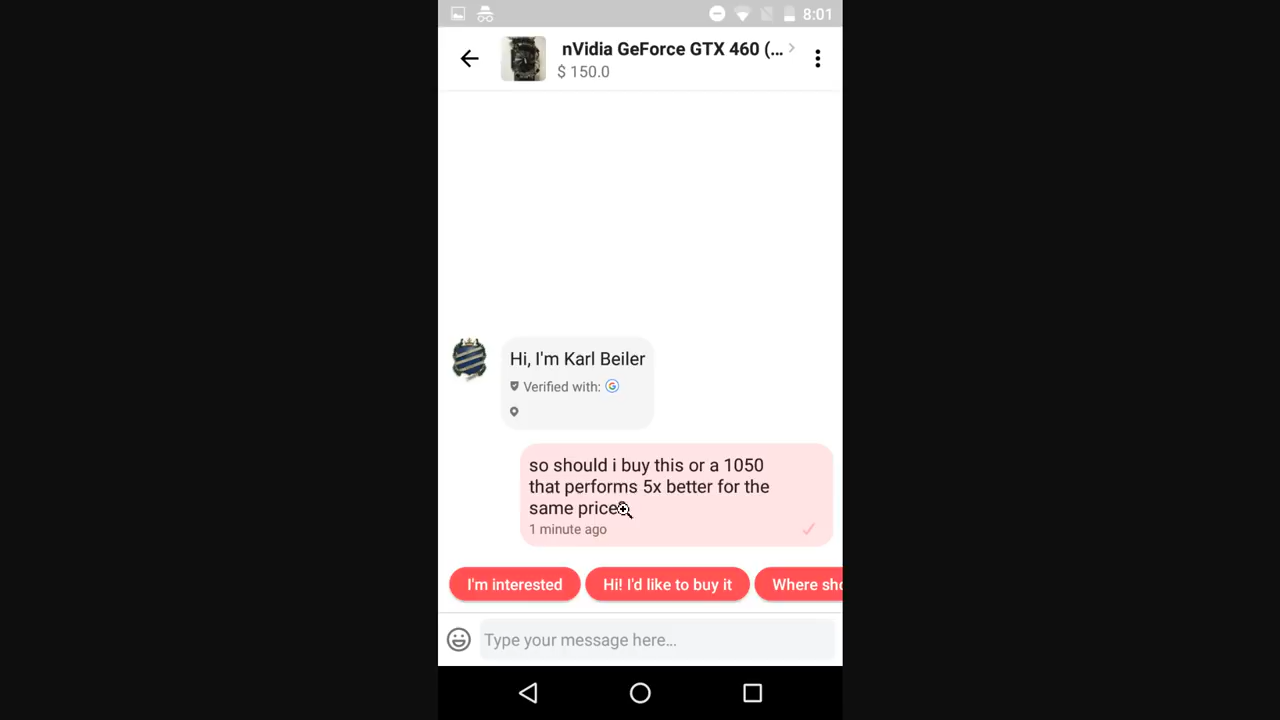 8:01
nVidia GeForce GTX 460 (...
$ 150.0
Hi, I'm Karl Beiler
Verified with: G
so should i buy this or a 1050
that performs 5x better for the
same price
1 minute ago
I'm interested
Hi! I'd like to buy it
Where sho
Type your message here...